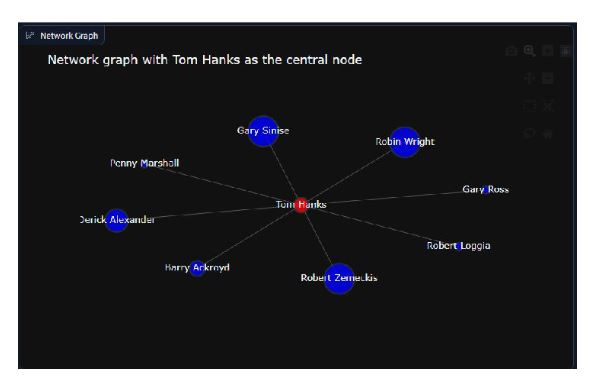 Network Graph
Network graph with Tom Hanks as the central node
Gary Sinise
Robin Wright
Penny Marshall
Gary Ross
Tom Hanks
Derick Alexander
Robert Loggia
Barry Ackroyd
Robert Zemeckis